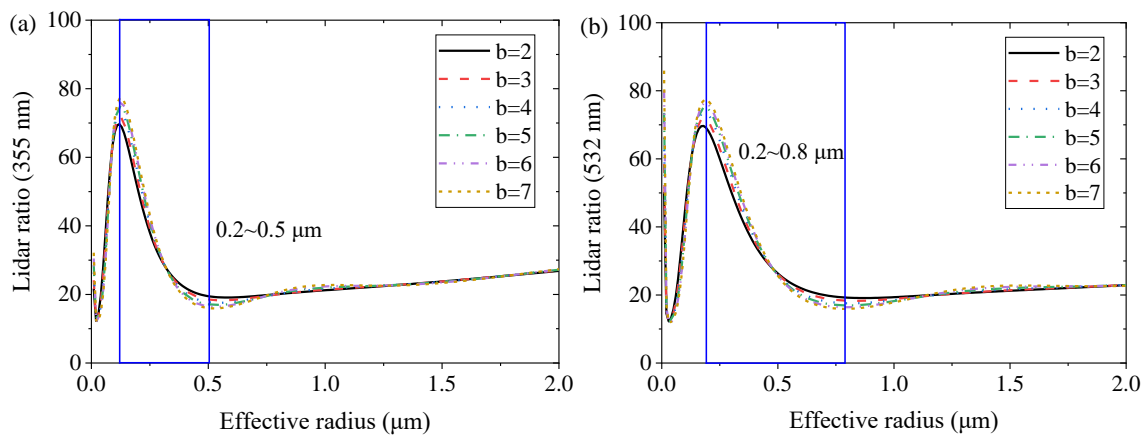 (a)
100
80
60
40
20
0
Lidar ratio (355 nm)
b=2
b=3
b=4
b=5
b=6
b=7
0.2~0.5 μm
0.0 0.5 1.0 1.5 2.0
Effective radius (μm)
(b)
100
80
60
40
20
0
Lidar ratio (532 nm)
b=2
b=3
b=4
b=5
b=6
b=7
0.2~0.8 μm
0.0 0.5 1.0 1.5 2.0
Effective radius (μm)